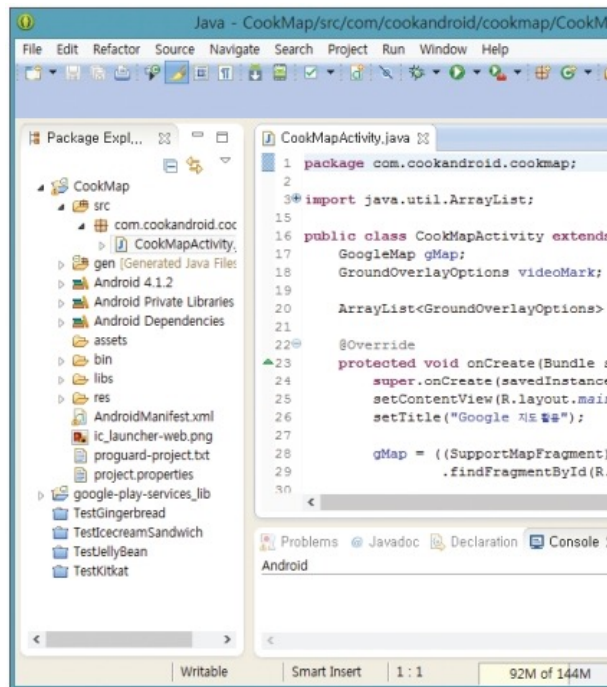 Java - CookMap/src/com/cookandroid/cookmap/CookM
File Edit Refactor Source Navigate Search Project Run Window Help
Package Expl...
CookMap
src
com.cookandroid.coc
CookMapActivity.
gen [Generated Java Files
Android 4.1.2
Android Private Libraries
Android Dependencies
assets
bin
libs
res
AndroidManifest.xml
ic_launcher-web.png
proguard-project.txt
project.properties
google-play-services_lib
TestGingerbread
TestIcecreamSandwich
TestJellyBean
TestKitkat
CookMapActivity.java
1 package com.cookandroid.cookmap;
2
3 import java.util.ArrayList;
15
16 public class CookMapActivity extends
17 GoogleMap gMap;
18 GroundOverlayOptions videoMark;
19
20 ArrayList<GroundOverlayOptions>
21
22 @Override
23 protected void onCreate(Bundle s
24 super.onCreate(savedInstance
25 setContentView(R.layout.main
26 setTitle("Google 지도 활용");
27
28 gMap = ((SupportMapFragment)
29 .findFragmentById(R.
30
Problems Javadoc Declaration Console
Android
Writable Smart Insert 1 : 1 92M of 144M